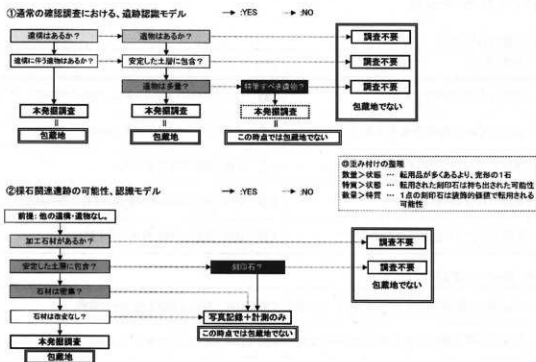 ①通常の確認調査における、遺跡認識モデル → :YES → :NO
遺構はあるか? 遺物はあるか? 調査不要
遺構に伴う遺物はあるか? 安定した土層に包含? 調査不要
遺物は多量? 特筆すべき遺物? 調査不要
包蔵地でない
本発掘調査 本発掘調査 本発掘調査
= = =
包蔵地 包蔵地 この時点では包蔵地でない
◎重み付けの整理
数量>状態 … 転用品が多くあるより、完形の1石
特質>状態 … 転用された刻印石は持ち出された可能性
数量>特質 … 1点の刻印石は装飾的価値で転用される
可能性
②採石関連遺跡の可能性、認識モデル → :YES → :NO
前提:他の遺構・遺物なし。
加工石材があるか? 調査不要
安定した土層に包含? 刻印石? 調査不要
包蔵地でない
石材は密集?
石材は改変なし? 写真記録+計測のみ
本発掘調査 この時点では包蔵地でない
包蔵地